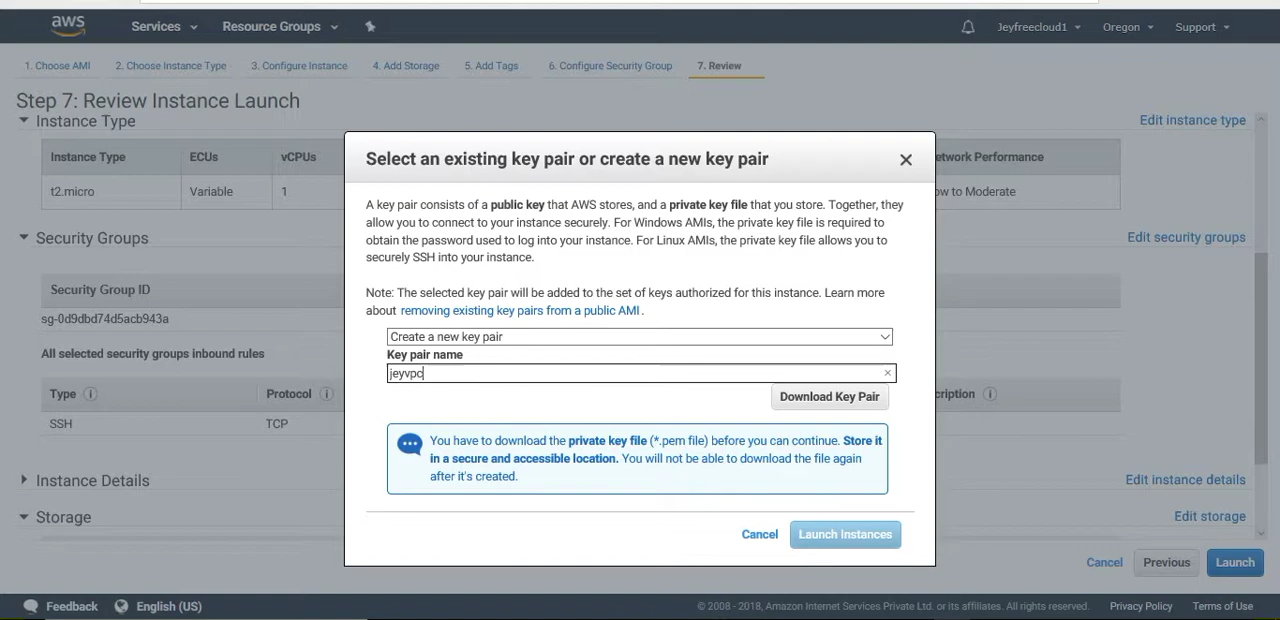 aws
Services
Resource Groups
Jeyfreecloud1
Oregon
Support
1. Choose AMI
2. Choose Instance Type
3. Configure Instance
4. Add Storage
5. Add Tags
6. Configure Security Group
7. Review
Step 7: Review Instance Launch
Instance Type
Edit instance type
Instance Type
ECUs
vCPUs
etwork Performance
t2.micro
Variable
1
ow to Moderate
Security Groups
Edit security groups
Security Group ID
sg-0d9dbd74d5acb943a
All selected security groups inbound rules
Type
Protocol
cription
SSH
TCP
Instance Details
Edit instance details
Storage
Edit storage
Select an existing key pair or create a new key pair
×
A key pair consists of a public key that AWS stores, and a private key file that you store. Together, they
allow you to connect to your instance securely. For Windows AMIs, the private key file is required to
obtain the password used to log into your instance. For Linux AMIs, the private key file allows you to
securely SSH into your instance.
Note: The selected key pair will be added to the set of keys authorized for this instance. Learn more
about removing existing key pairs from a public AMI .
Create a new key pair
Key pair name
jeyvpc
×
Download Key Pair
You have to download the private key file (*.pem file) before you can continue. Store it
in a secure and accessible location. You will not be able to download the file again
after it's created.
Cancel
Launch Instances
Cancel
Previous
Launch
Feedback
English (US)
© 2008 - 2018, Amazon Internet Services Private Ltd. or its affiliates. All rights reserved.
Privacy Policy
Terms of Use